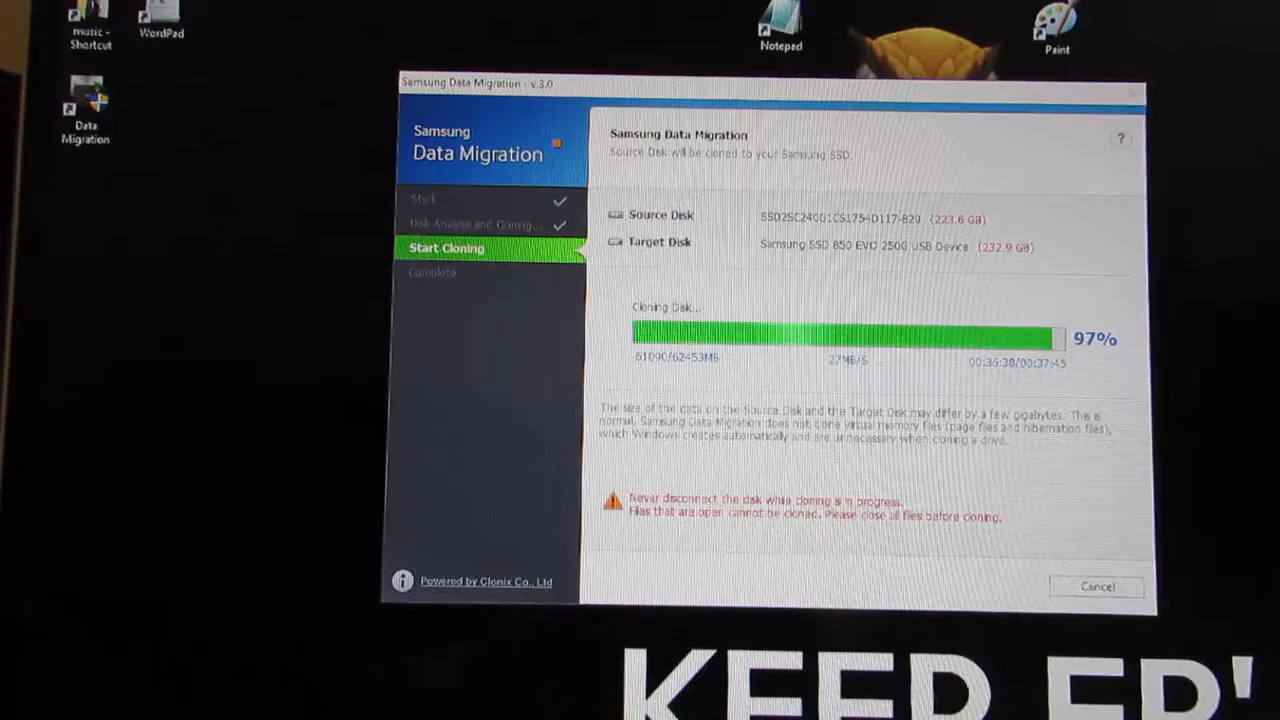 music -
Shortcut
WordPad
Notepad
Paint
Data
Migration
Samsung Data Migration - v.3.0
Samsung
Data Migration
Start
Disk Analysis and Cloning...
Start Cloning
Complete
Powered by Clonix Co., Ltd
Samsung Data Migration
Source Disk will be cloned to your Samsung SSD.
?
Source Disk
(223.6 GB)
Target Disk Samsung SSD 850 EVO 250G USB Device (232.9 GB)
Cloning Disk...
97%
61090/62453MB 27MB/S 00:36:38/00:37:45
The size of the data on the Source Disk and the Target Disk may differ by a few gigabytes. This is
normal. Samsung Data Migration does not clone virtual memory files (page files and hibernation files),
which Windows creates automatically and are unnecessary when cloning a drive.
Never disconnect the disk while cloning is in progress.
Files that are open cannot be cloned. Please close all files before cloning.
Cancel
KEEP ER'